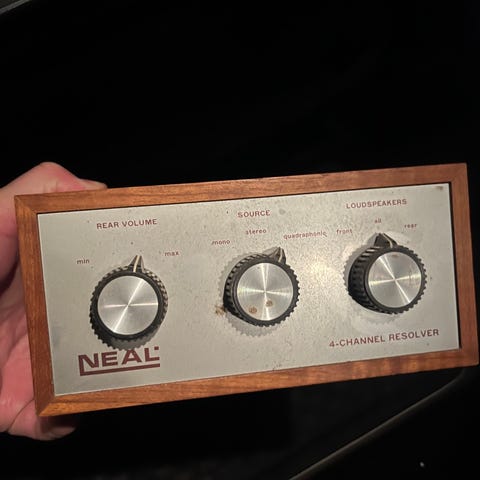 REAR VOLUME
min
max
SOURCE
mono
stereo
quadraphonic
LOUDSPEAKERS
front
all
rear
NEAL
4-CHANNEL RESOLVER